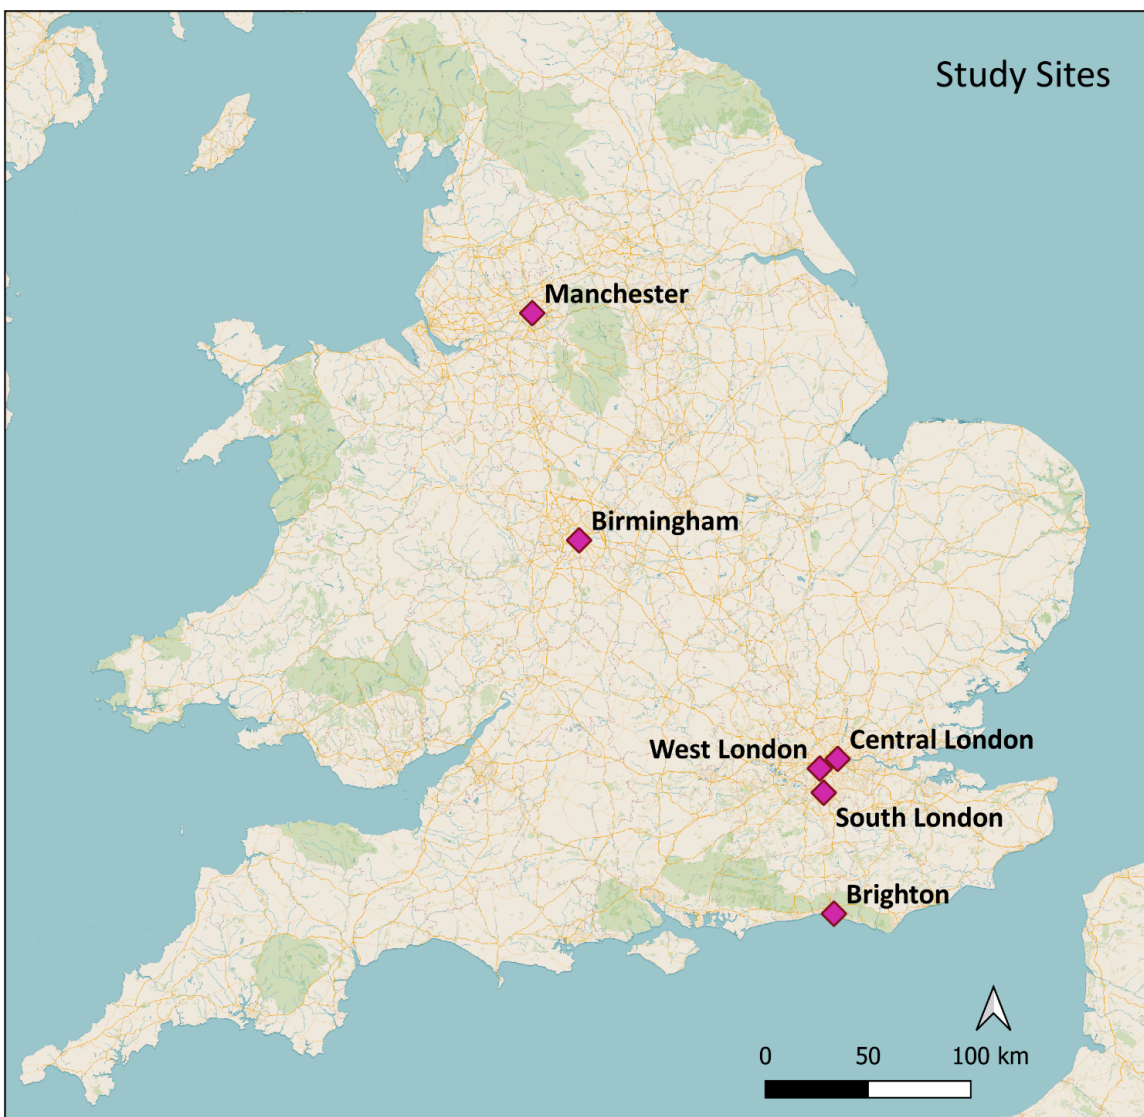 Study Sites
Manchester
Birmingham
Central London
West London
South London
Brighton
0 50 100 km